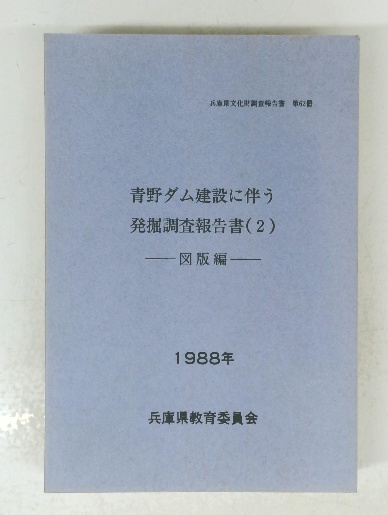 兵庫県文化財調査報告書 第62冊
青野ダム建設に伴う
発掘調査報告書(2)
――図版編――
1988年
兵庫県教育委員会